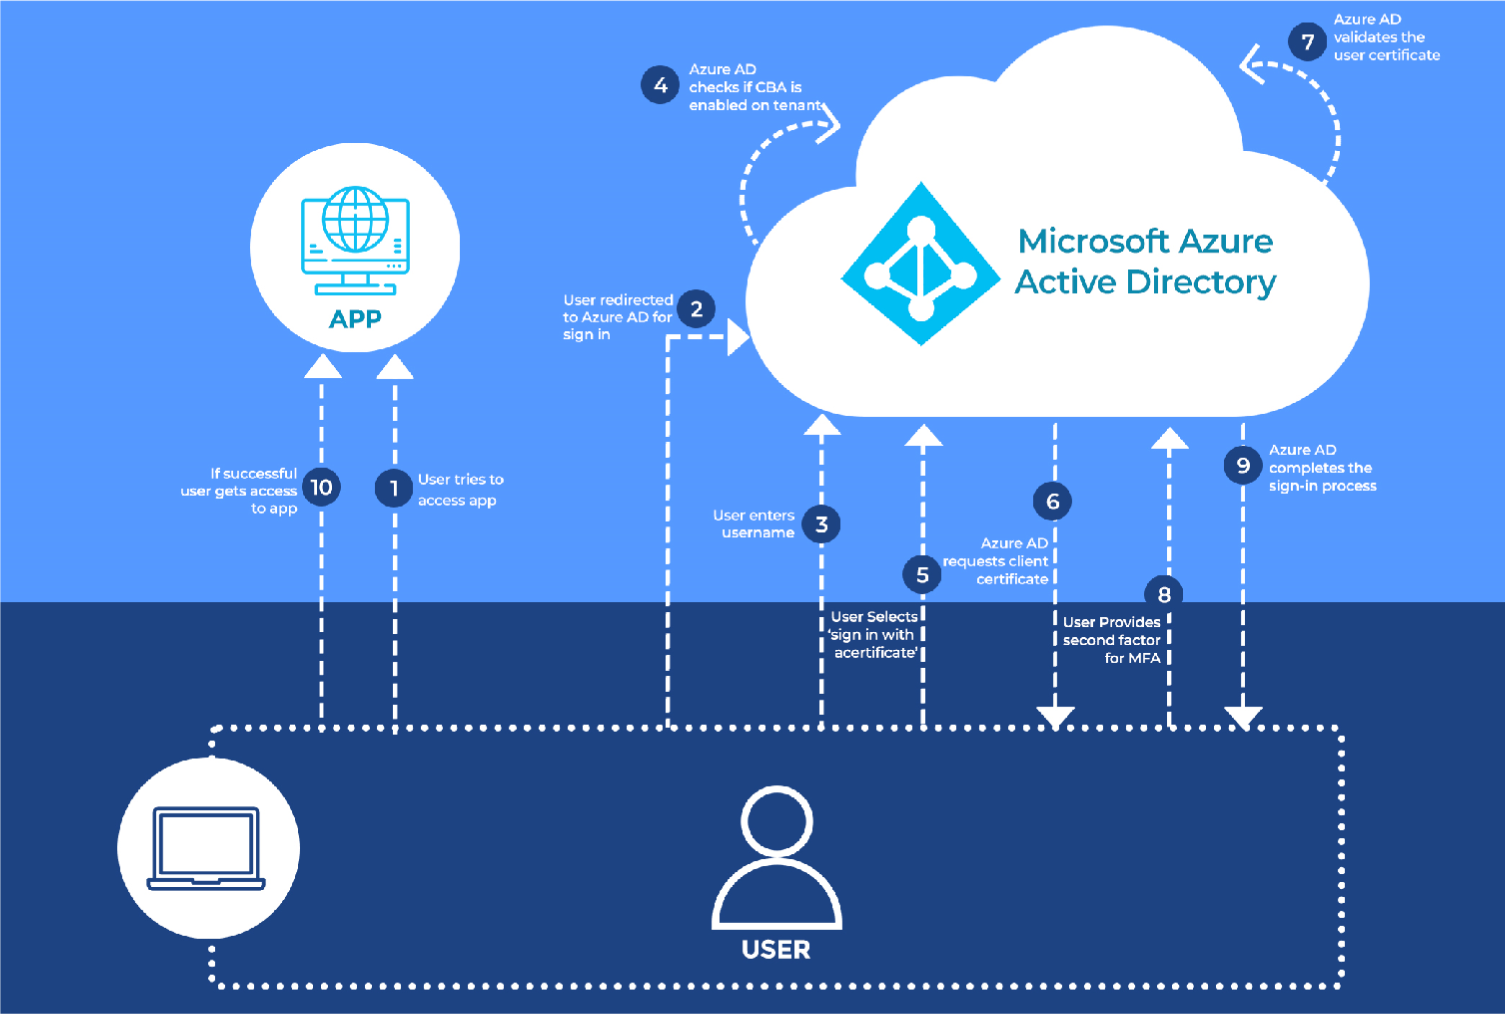 4
Azure AD
checks if CBA is
enabled on tenant
7
Azure AD
validates the
user certificate
APP
Microsoft Azure
Active Directory
User redirected
to Azure AD for
sign in
2
If successful
user gets access
to app
10
1
User tries to
access app
User enters
username
3
5
User Selects
‘sign in with
acertificate’
6
Azure AD
requests client
certificate
8
User Provides
second factor
for MFA
9
Azure AD
completes the
sign-in process
USER